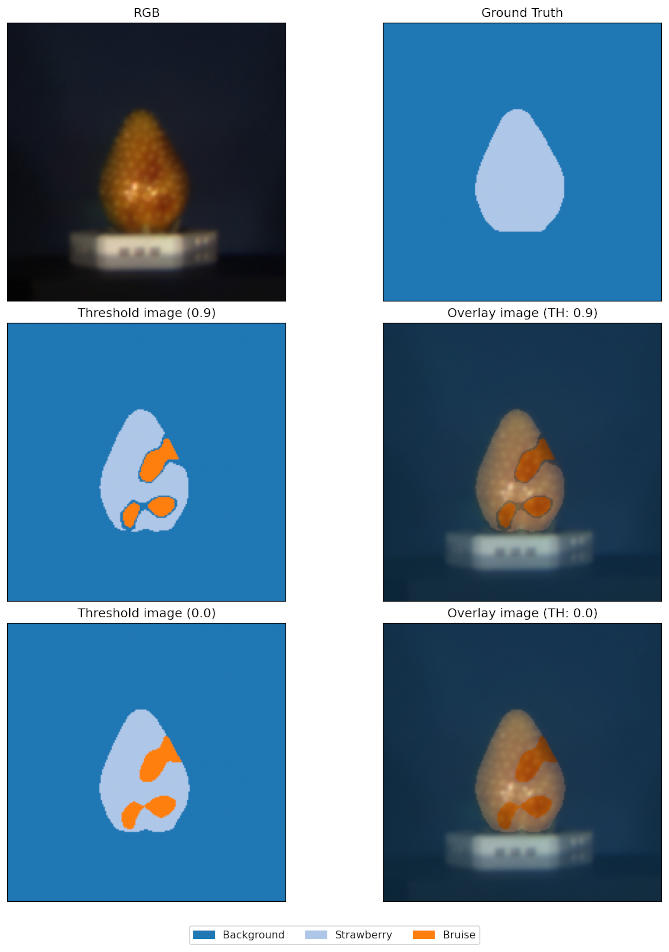 RGB
Ground Truth
Threshold image (0.9)
Overlay image (TH: 0.9)
Threshold image (0.0)
Overlay image (TH: 0.0)
Background
Strawberry
Bruise